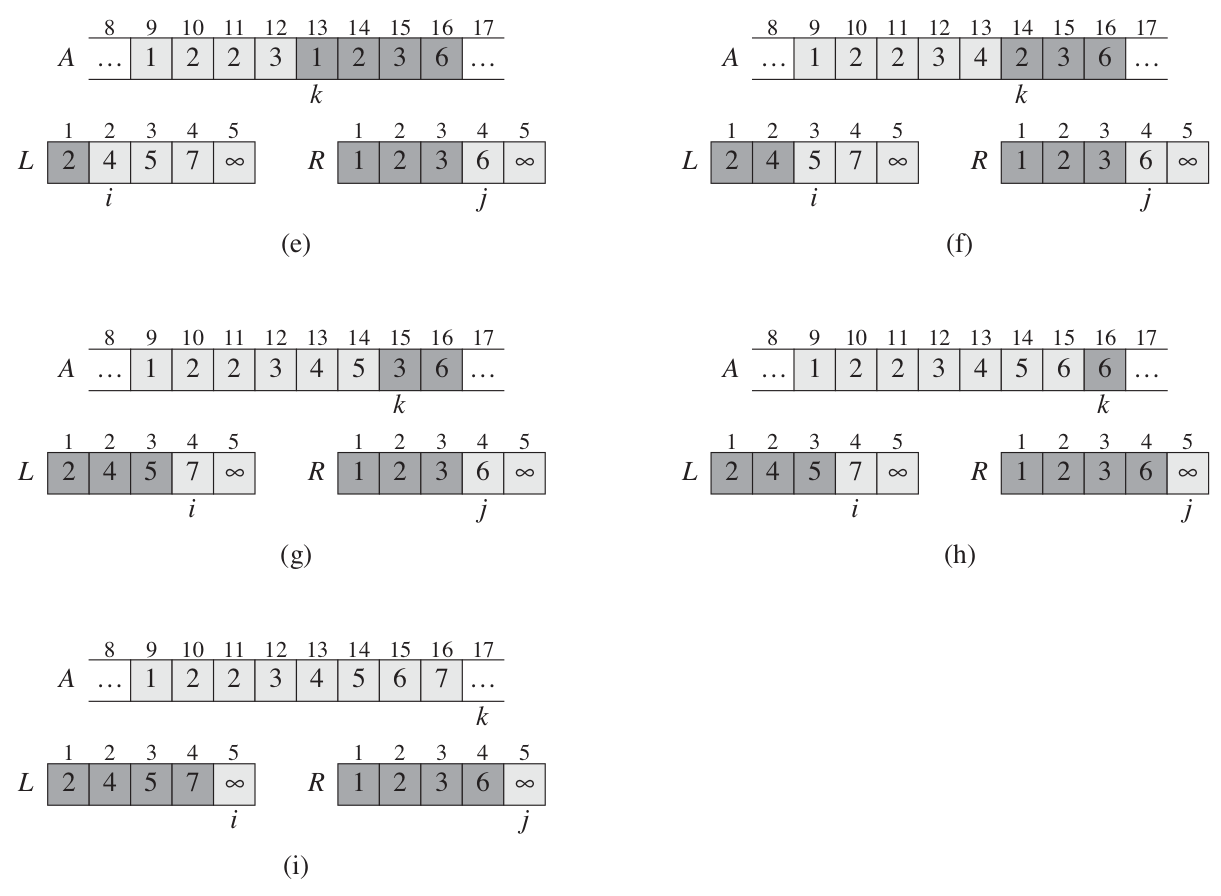 8 9 10 11 12 13 14 15 16 17
A … 1 2 2 3 1 2 3 6 …
k
1 2 3 4 5
L 2 4 5 7 ∞
i
1 2 3 4 5
R 1 2 3 6 ∞
j
(e)
8 9 10 11 12 13 14 15 16 17
A … 1 2 2 3 4 2 3 6 …
k
1 2 3 4 5
L 2 4 5 7 ∞
i
1 2 3 4 5
R 1 2 3 6 ∞
j
(f)
8 9 10 11 12 13 14 15 16 17
A … 1 2 2 3 4 5 3 6 …
k
1 2 3 4 5
L 2 4 5 7 ∞
i
1 2 3 4 5
R 1 2 3 6 ∞
j
(g)
8 9 10 11 12 13 14 15 16 17
A … 1 2 2 3 4 5 6 6 …
k
1 2 3 4 5
L 2 4 5 7 ∞
i
1 2 3 4 5
R 1 2 3 6 ∞
j
(h)
8 9 10 11 12 13 14 15 16 17
A … 1 2 2 3 4 5 6 7 …
k
1 2 3 4 5
L 2 4 5 7 ∞
i
1 2 3 4 5
R 1 2 3 6 ∞
j
(i)